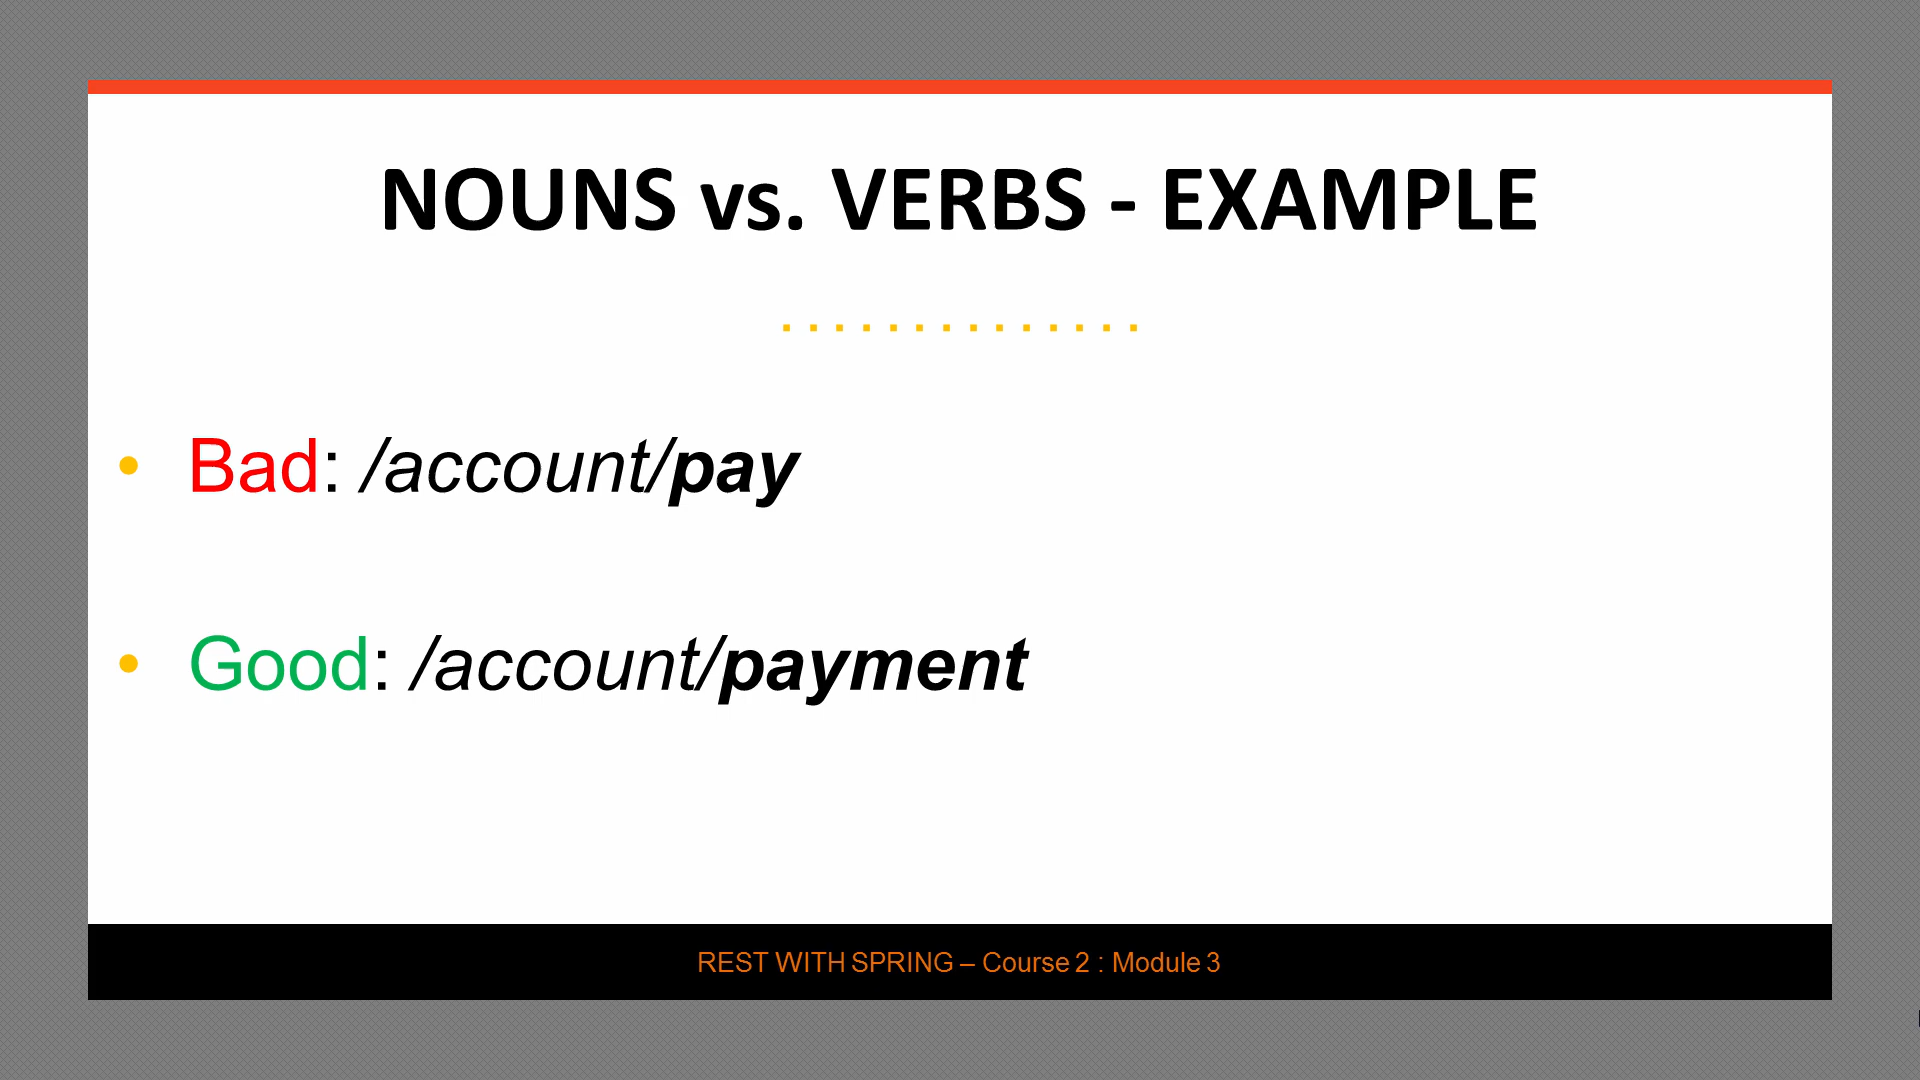 NOUNS vs. VERBS - EXAMPLE
• Bad: /account/pay
• Good: /account/payment
REST WITH SPRING – Course 2 : Module 3